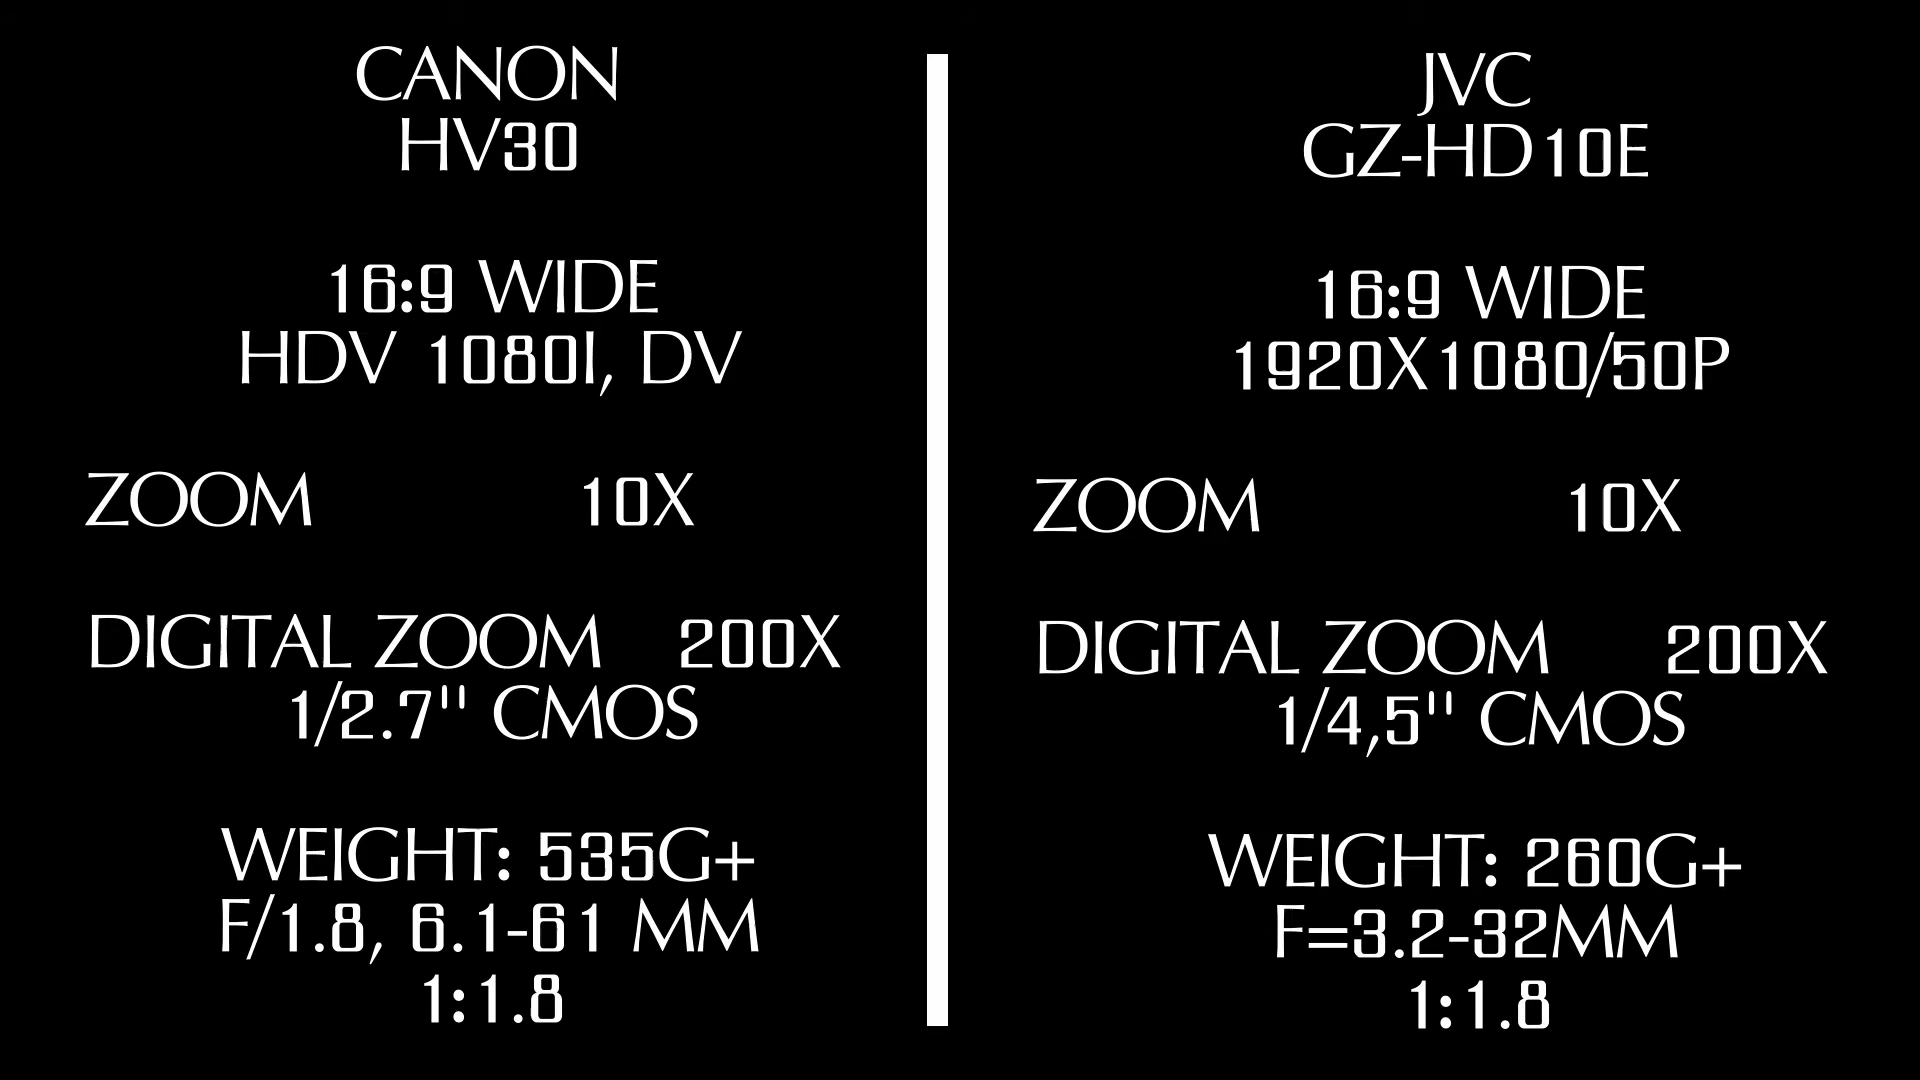 CANON
HV30
16:9 WIDE
HDV 1080I, DV
ZOOM 10X
DIGITAL ZOOM 200X
1/2.7" CMOS
WEIGHT: 535G+
F/1.8, 6.1-61 MM
1:1.8
JVC
GZ-HD10E
16:9 WIDE
1920X1080/50P
ZOOM 10X
DIGITAL ZOOM 200X
1/4,5" CMOS
WEIGHT: 260G+
F=3.2-32MM
1:1.8